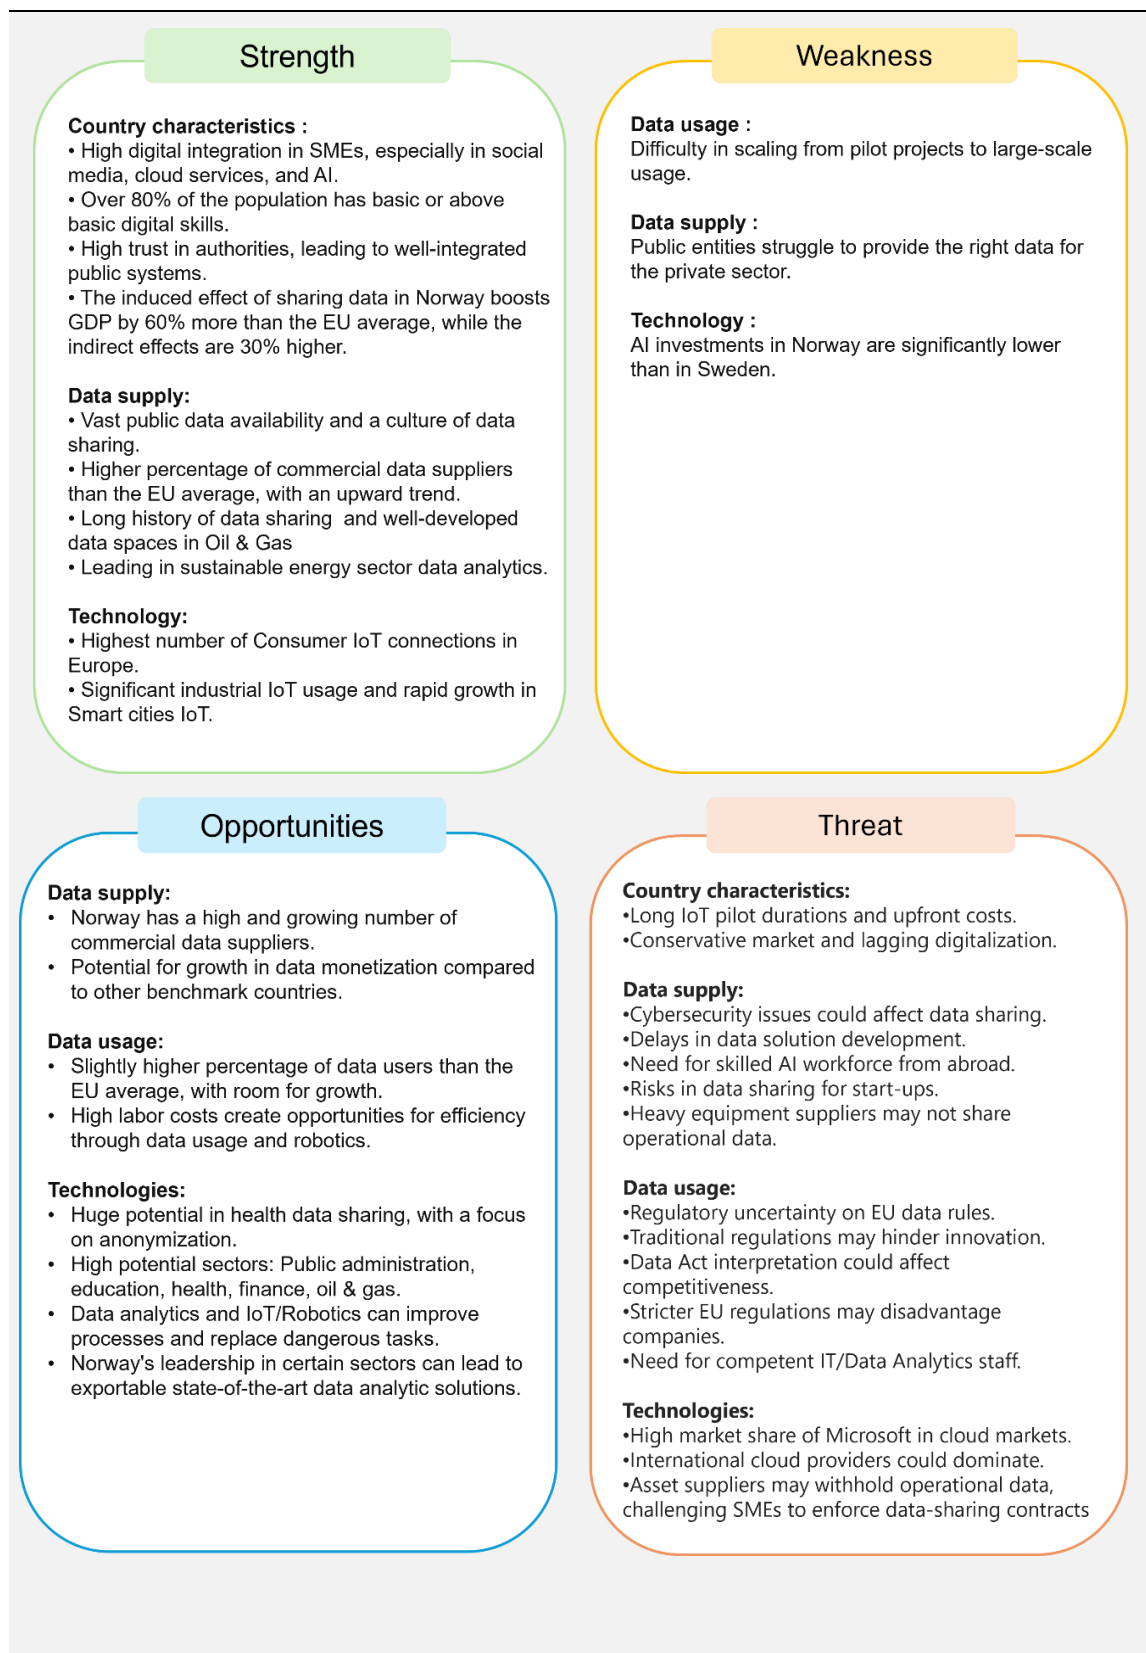 Strength
Country characteristics :
• High digital integration in SMEs, especially in social
media, cloud services, and AI.
• Over 80% of the population has basic or above
basic digital skills.
• High trust in authorities, leading to well-integrated
public systems.
• The induced effect of sharing data in Norway boosts
GDP by 60% more than the EU average, while the
indirect effects are 30% higher.
Data supply:
• Vast public data availability and a culture of data
sharing.
• Higher percentage of commercial data suppliers
than the EU average, with an upward trend.
• Long history of data sharing  and well-developed
data spaces in Oil & Gas
• Leading in sustainable energy sector data analytics.
Technology:
• Highest number of Consumer IoT connections in
Europe.
• Significant industrial IoT usage and rapid growth in
Smart cities IoT.
Weakness
Data usage :
Difficulty in scaling from pilot projects to large-scale
usage.
Data supply :
Public entities struggle to provide the right data for
the private sector.
Technology :
AI investments in Norway are significantly lower
than in Sweden.
Opportunities
Data supply:
• Norway has a high and growing number of
commercial data suppliers.
• Potential for growth in data monetization compared
to other benchmark countries.
Data usage:
• Slightly higher percentage of data users than the
EU average, with room for growth.
• High labor costs create opportunities for efficiency
through data usage and robotics.
Technologies:
• Huge potential in health data sharing, with a focus
on anonymization.
• High potential sectors: Public administration,
education, health, finance, oil & gas.
• Data analytics and IoT/Robotics can improve
processes and replace dangerous tasks.
• Norway's leadership in certain sectors can lead to
exportable state-of-the-art data analytic solutions.
Threat
Country characteristics:
•Long IoT pilot durations and upfront costs.
•Conservative market and lagging digitalization.
Data supply:
•Cybersecurity issues could affect data sharing.
•Delays in data solution development.
•Need for skilled AI workforce from abroad.
•Risks in data sharing for start-ups.
•Heavy equipment suppliers may not share
operational data.
Data usage:
•Regulatory uncertainty on EU data rules.
•Traditional regulations may hinder innovation.
•Data Act interpretation could affect
competitiveness.
•Stricter EU regulations may disadvantage
companies.
•Need for competent IT/Data Analytics staff.
Technologies:
•High market share of Microsoft in cloud markets.
•International cloud providers could dominate.
•Asset suppliers may withhold operational data,
challenging SMEs to enforce data-sharing contracts